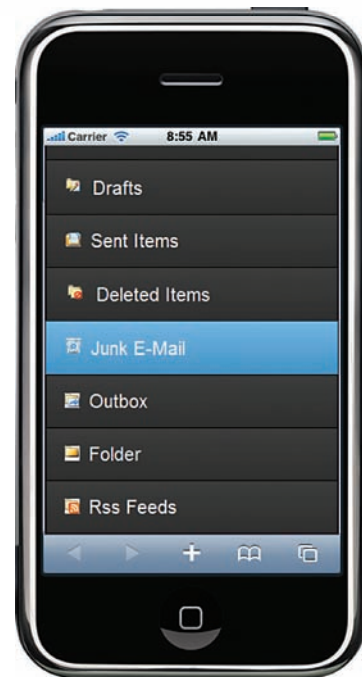 Carrier 8:55 AM
Drafts
Sent Items
Deleted Items
Junk E-Mail
Outbox
Folder
Rss Feeds